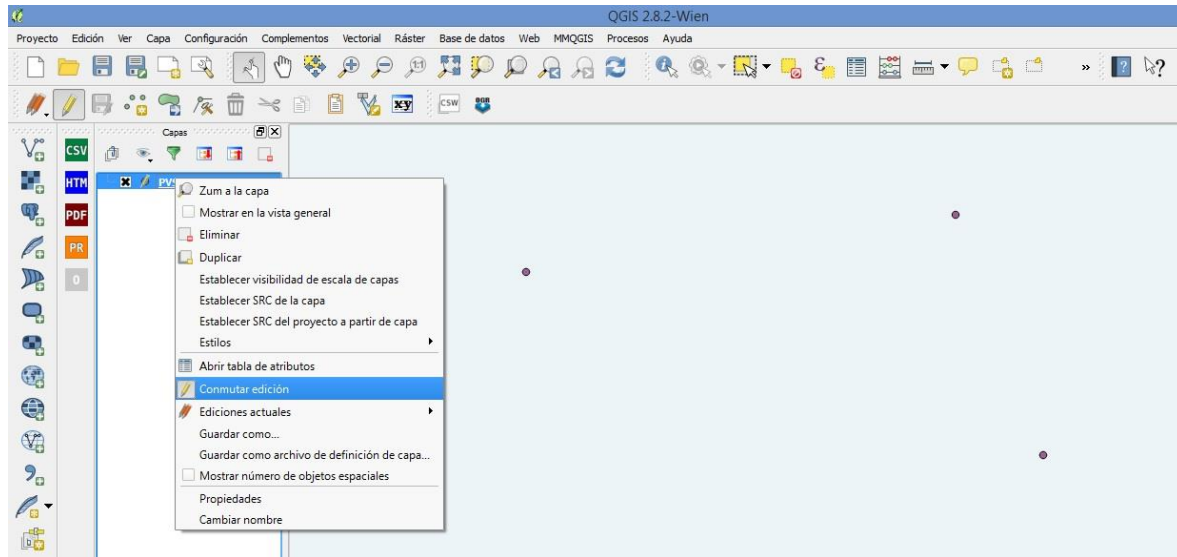 QGIS 2.8.2-Wien
Proyecto Edición Ver Capa Configuración Complementos Vectorial Ráster Base de datos Web MMQGIS Procesos Ayuda
CSW
Capas
CSV
HTM
PDF
PR
0
Zum a la capa
Mostrar en la vista general
Eliminar
Duplicar
Establecer visibilidad de escala de capas
Establecer SRC de la capa
Establecer SRC del proyecto a partir de capa
Estilos
Abrir tabla de atributos
Conmutar edición
Ediciones actuales
Guardar como...
Guardar como archivo de definición de capa...
Mostrar número de objetos espaciales
Propiedades
Cambiar nombre